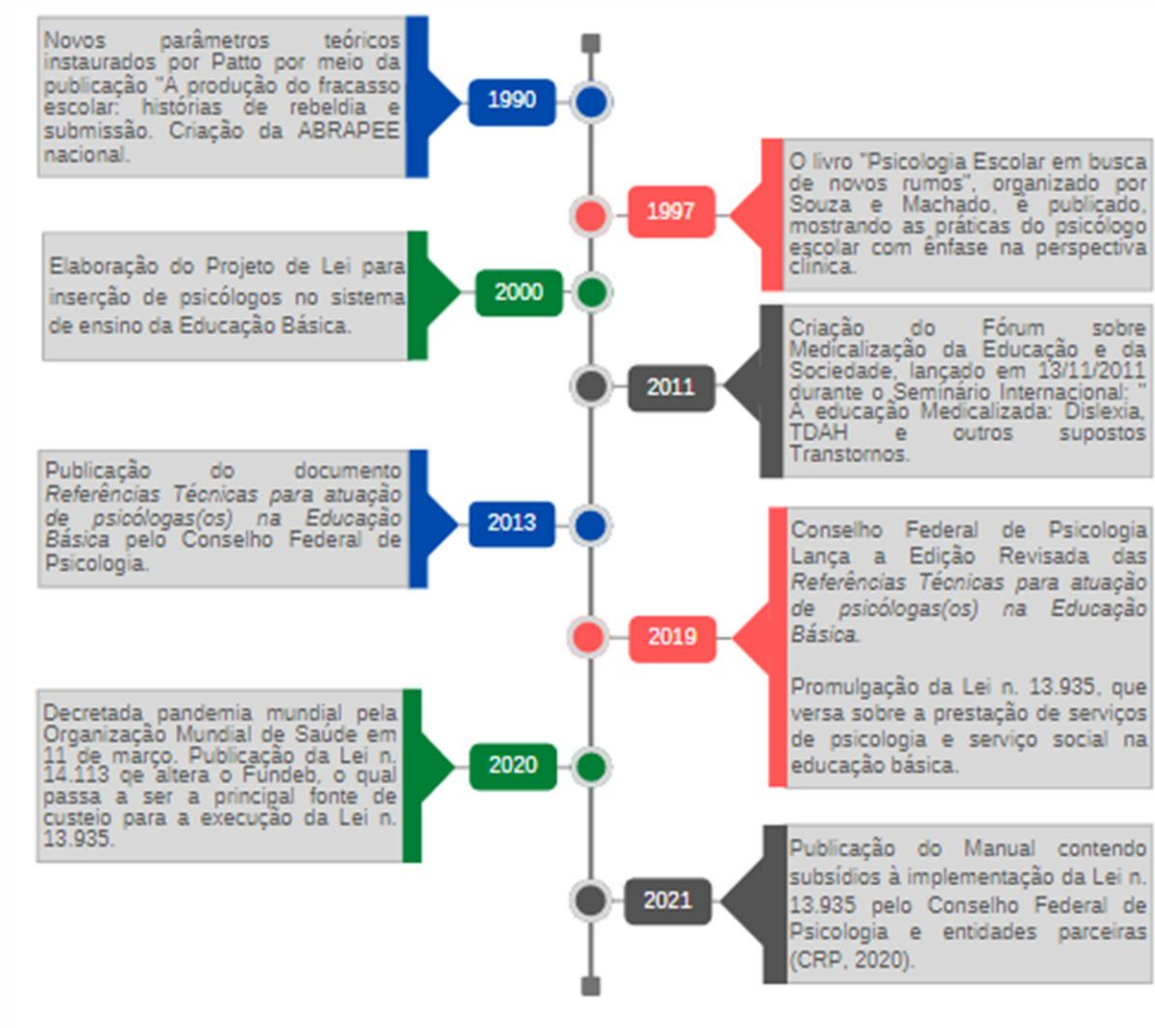 Novos parâmetros teóricos
instaurados por Patto por meio da
publicação "A produção do fracasso
escolar: histórias de rebeldia e
submissão. Criação da ABRAPEE
nacional.
1990
1997
O livro "Psicologia Escolar em busca
de novos rumos", organizado por
Souza e Machado, é publicado,
mostrando as práticas do psicólogo
escolar com ênfase na perspectiva
clínica.
Elaboração do Projeto de Lei para
inserção de psicólogos no sistema
de ensino da Educação Básica.
2000
2011
Criação do Fórum sobre
Medicalização da Educação e da
Sociedade, lançado em 13/11/2011
durante o Seminário Internacional: "
A educação Medicalizada: Dislexia,
TDAH e outros supostos
Transtornos.
Publicação do documento
Referências Técnicas para atuação
de psicólogas(os) na Educação
Básica pelo Conselho Federal de
Psicologia.
2013
2019
Conselho Federal de Psicologia
Lança a Edição Revisada das
Referências Técnicas para atuação
de psicólogas(os) na Educação
Básica.
Promulgação da Lei n. 13.935, que
versa sobre a prestação de serviços
de psicologia e serviço social na
educação básica.
Decretada pandemia mundial pela
Organização Mundial de Saúde em
11 de março. Publicação da Lei n.
14.113 qe altera o Fundeb, o qual
passa a ser a principal fonte de
custeio para a execução da Lei n.
13.935.
2020
2021
Publicação do Manual contendo
subsídios à implementação da Lei n.
13.935 pelo Conselho Federal de
Psicologia e entidades parceiras
(CRP, 2020).